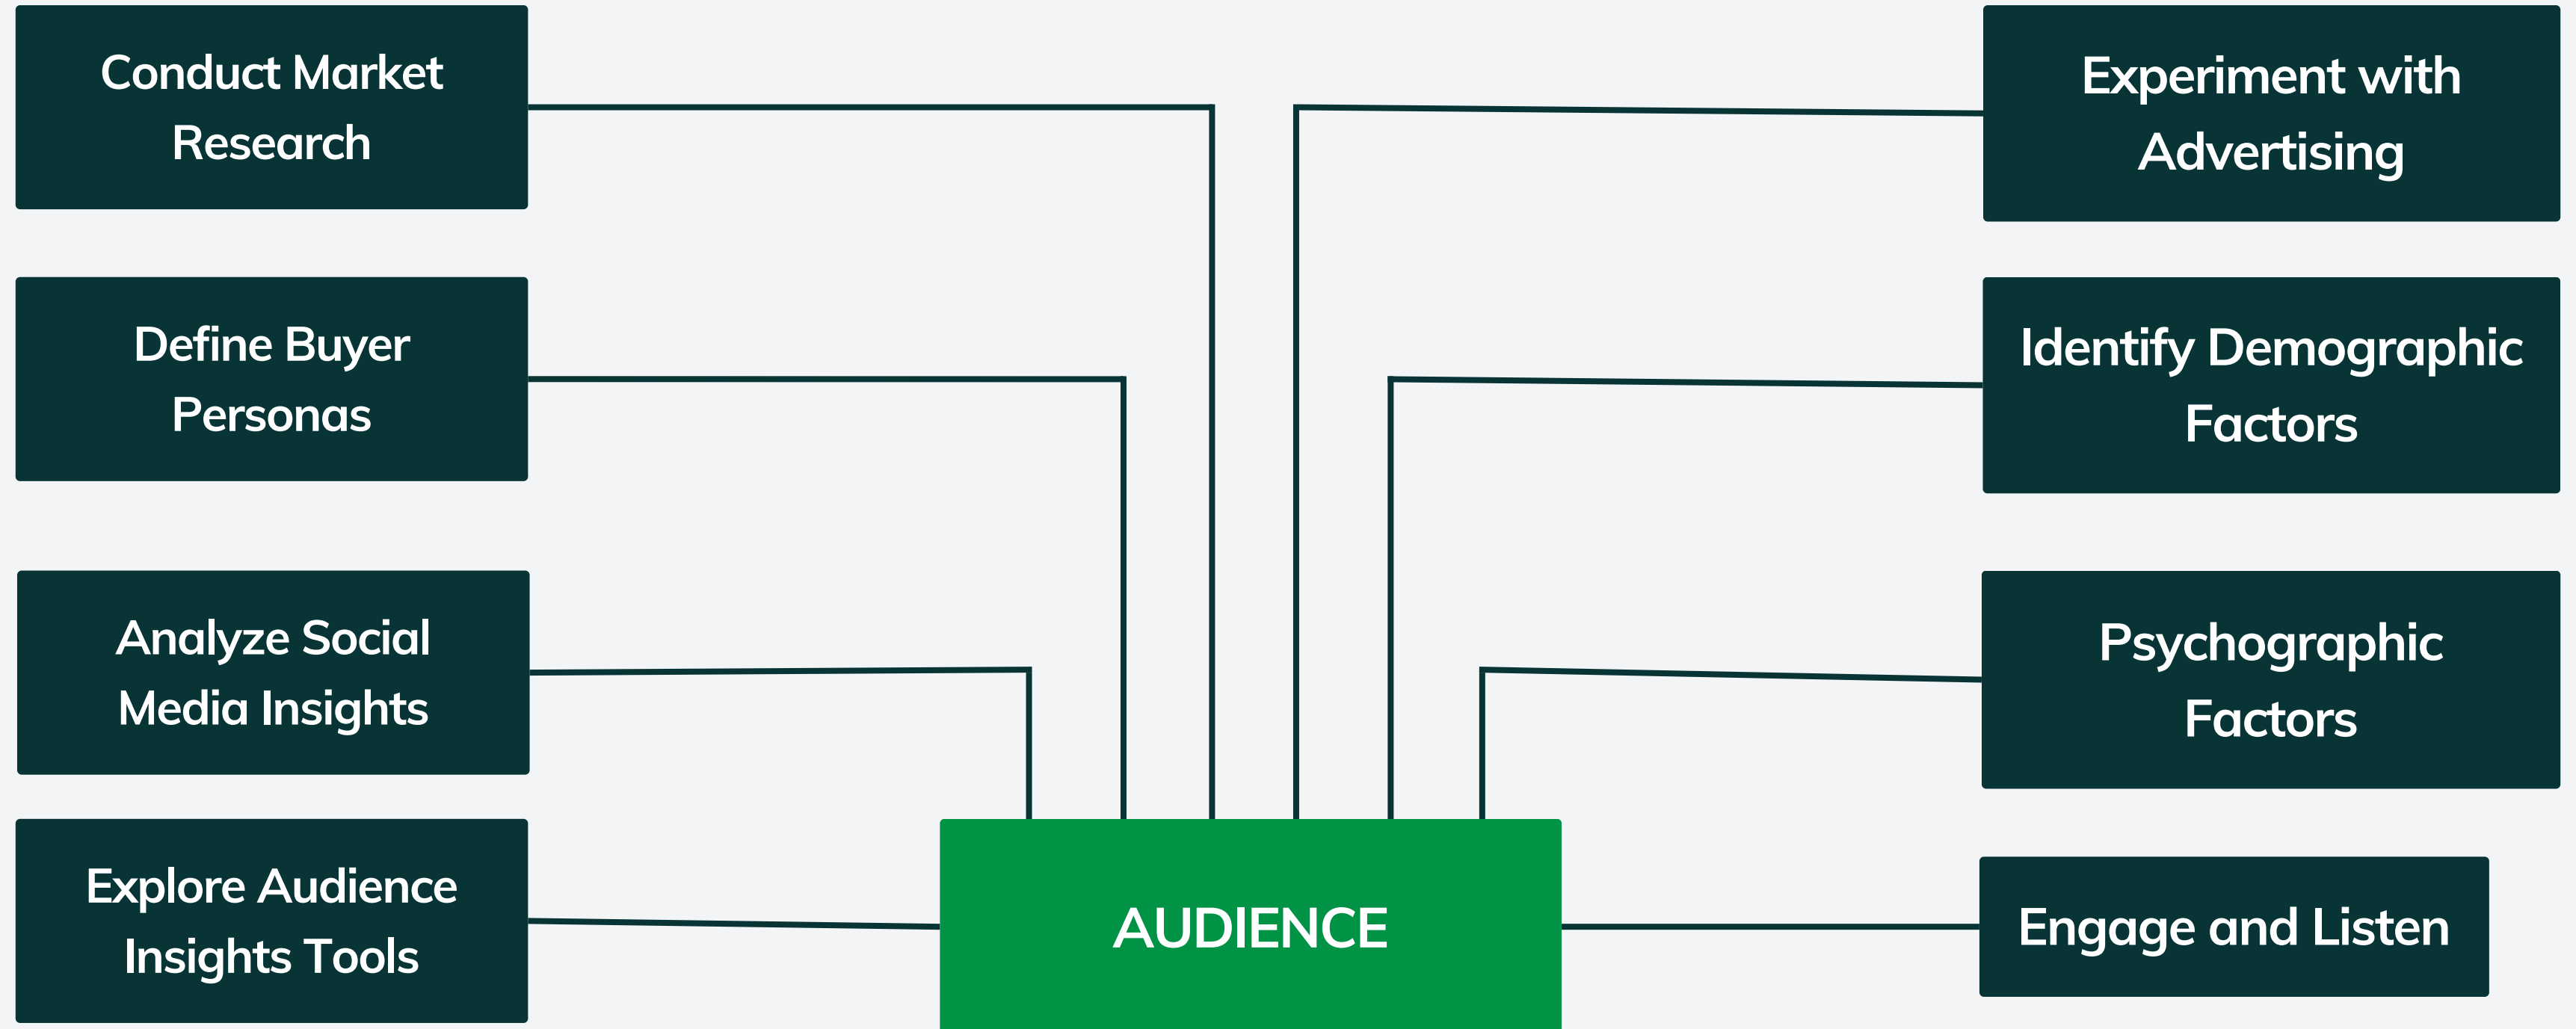 Conduct Market
Research
Define Buyer
Personas
Analyze Social
Media Insights
Explore Audience
Insights Tools
AUDIENCE
Experiment with
Advertising
Identify Demographic
Factors
Psychographic
Factors
Engage and Listen